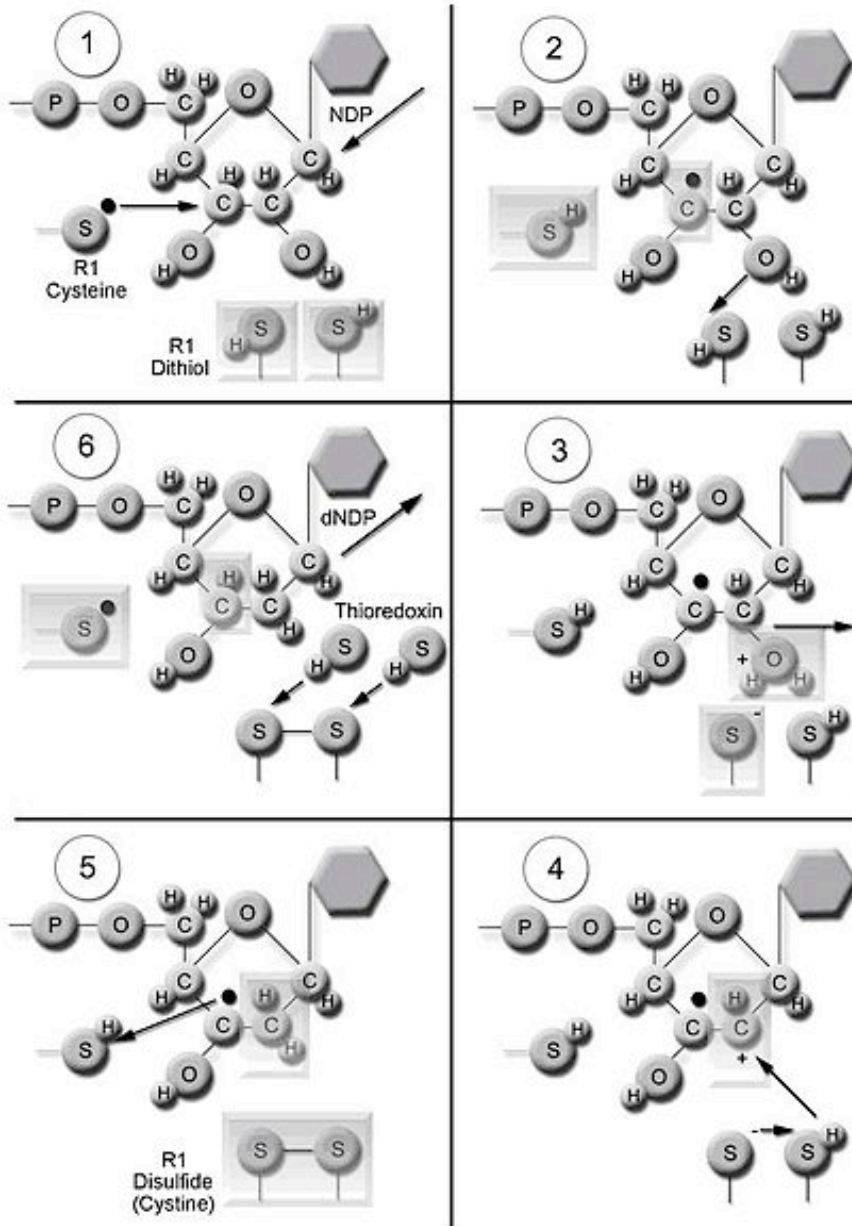 1
H H
P O C O
NDP
C C
H H H H
C C
S
O O
H H
R1
Cysteine
R1
Dithiol
S H
H S
2
H H
P O C O
C C
H H H
H C C
S
O O
H H
S H
H S
6
H H
P O C O
dNDP
C C
H H H H
C C
S H
O
H
Thioredoxin
S S
H H
S S
3
H H
P O C O
C C
H H H
H C C
S
O + O
H H H
S - S H
5
H H
P O C O
C C
H H H
H C C
S H
O
H
R1
Disulfide
(Cystine)
S S
4
H H
P O C O
C C
H H H
H C C
S +
O
H
S - S H